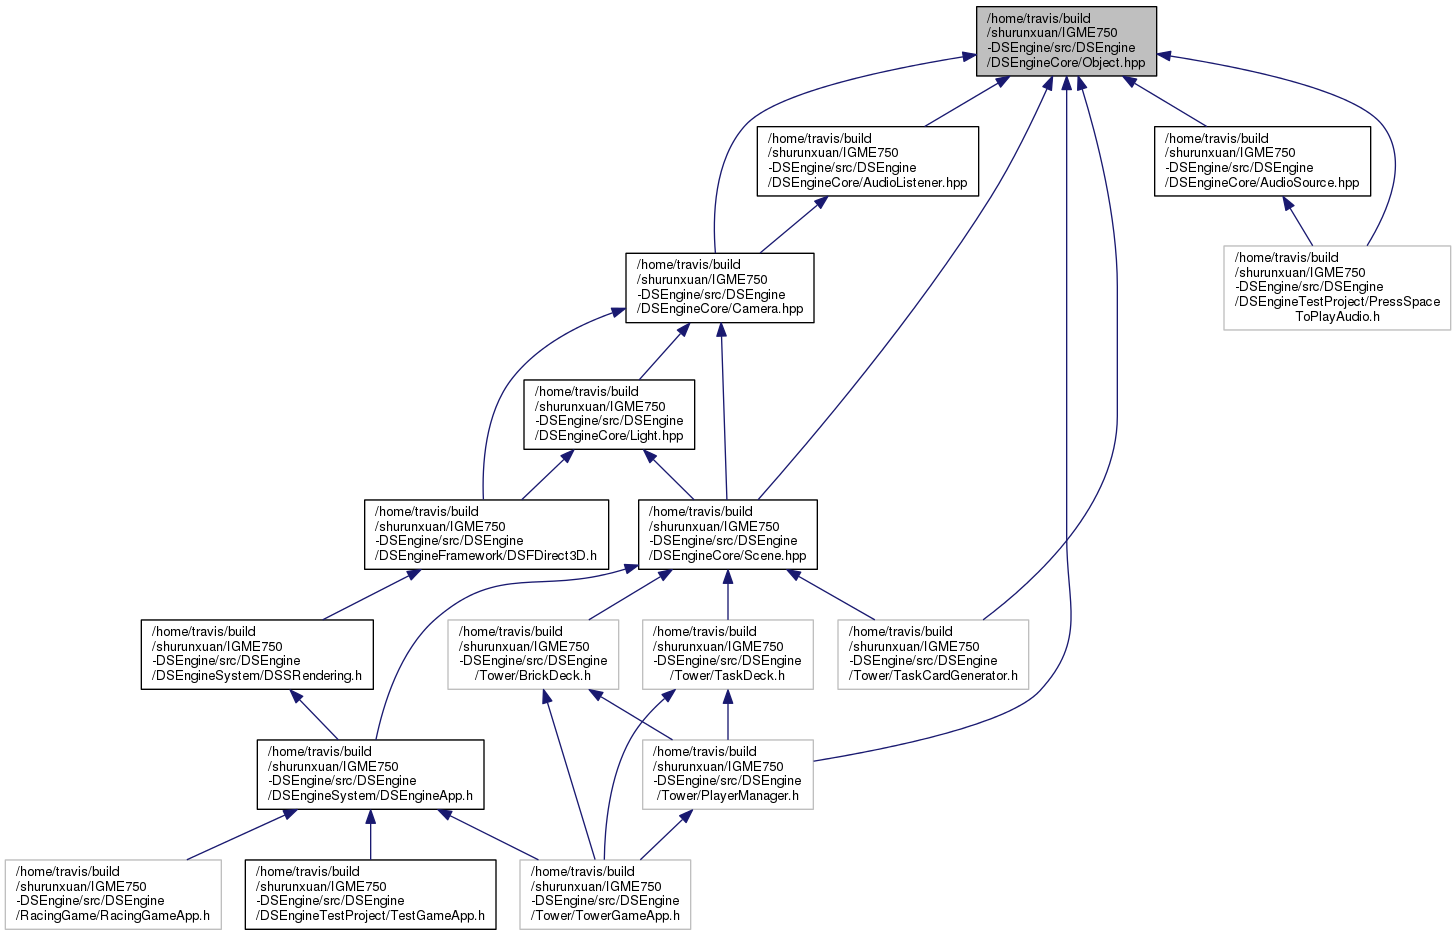 /home/travis/build
/shurunxuan/IGME750
-DSEngine/src/DSEngine
/DSEngineCore/Object.hpp
/home/travis/build
/shurunxuan/IGME750
-DSEngine/src/DSEngine
/DSEngineCore/AudioListener.hpp
/home/travis/build
/shurunxuan/IGME750
-DSEngine/src/DSEngine
/DSEngineCore/AudioSource.hpp
/home/travis/build
/shurunxuan/IGME750
-DSEngine/src/DSEngine
/DSEngineCore/Camera.hpp
/home/travis/build
/shurunxuan/IGME750
-DSEngine/src/DSEngine
/DSEngineTestProject/PressSpace
ToPlayAudio.h
/home/travis/build
/shurunxuan/IGME750
-DSEngine/src/DSEngine
/DSEngineCore/Light.hpp
/home/travis/build
/shurunxuan/IGME750
-DSEngine/src/DSEngine
/DSEngineFramework/DSFDirect3D.h
/home/travis/build
/shurunxuan/IGME750
-DSEngine/src/DSEngine
/DSEngineCore/Scene.hpp
/home/travis/build
/shurunxuan/IGME750
-DSEngine/src/DSEngine
/DSEngineSystem/DSSRendering.h
/home/travis/build
/shurunxuan/IGME750
-DSEngine/src/DSEngine
/Tower/BrickDeck.h
/home/travis/build
/shurunxuan/IGME750
-DSEngine/src/DSEngine
/Tower/TaskDeck.h
/home/travis/build
/shurunxuan/IGME750
-DSEngine/src/DSEngine
/Tower/TaskCardGenerator.h
/home/travis/build
/shurunxuan/IGME750
-DSEngine/src/DSEngine
/DSEngineSystem/DSEngineApp.h
/home/travis/build
/shurunxuan/IGME750
-DSEngine/src/DSEngine
/Tower/PlayerManager.h
/home/travis/build
/shurunxuan/IGME750
-DSEngine/src/DSEngine
/RacingGame/RacingGameApp.h
/home/travis/build
/shurunxuan/IGME750
-DSEngine/src/DSEngine
/DSEngineTestProject/TestGameApp.h
/home/travis/build
/shurunxuan/IGME750
-DSEngine/src/DSEngine
/Tower/TowerGameApp.h